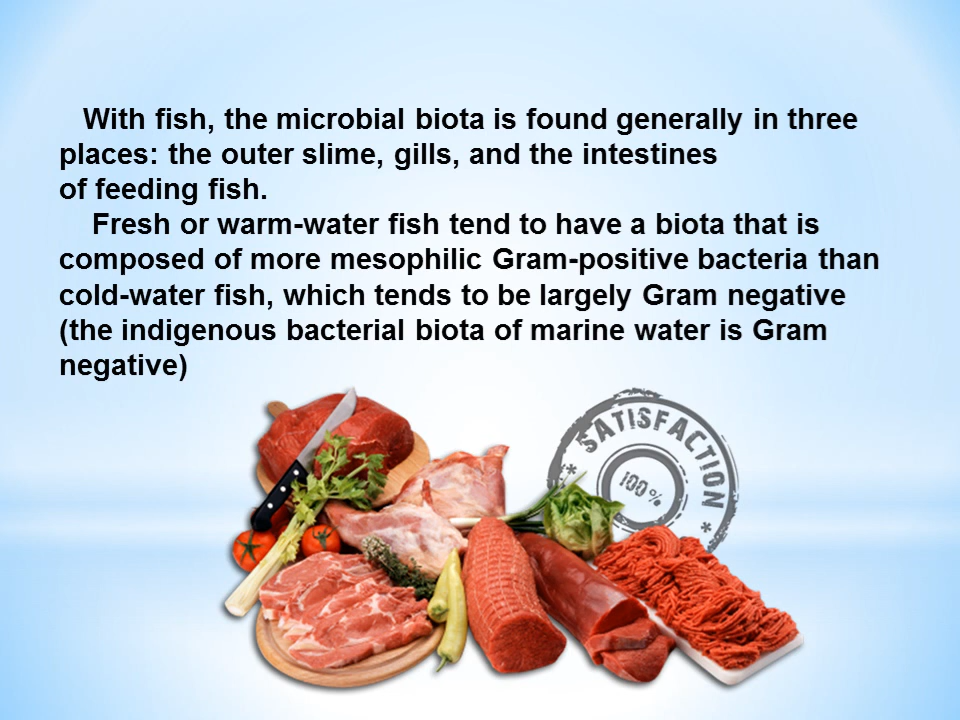 With fish, the microbial biota is found generally in three
places: the outer slime, gills, and the intestines
of feeding fish.
Fresh or warm-water fish tend to have a biota that is
composed of more mesophilic Gram-positive bacteria than
cold-water fish, which tends to be largely Gram negative
(the indigenous bacterial biota of marine water is Gram
negative)
* SATISFACTION *
100%